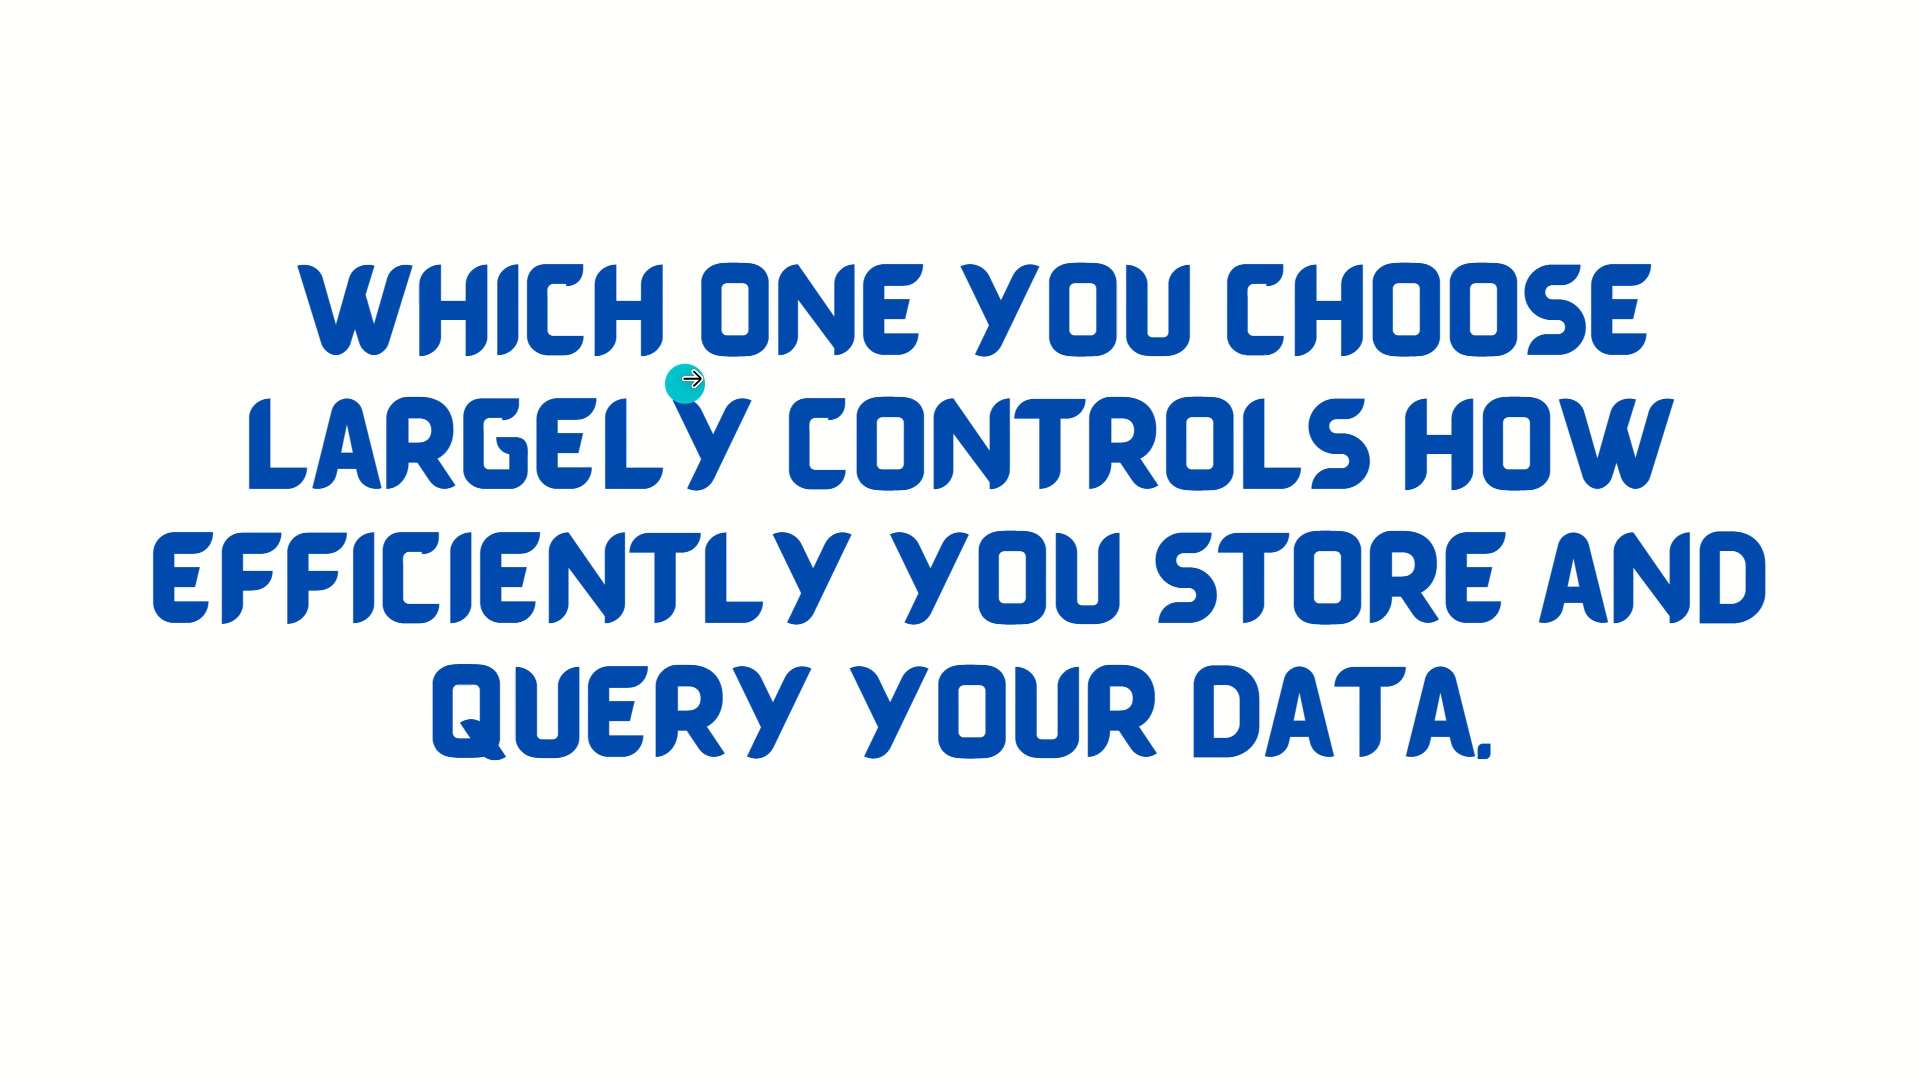 WHICH ONE YOU CHOOSE
LARGELY CONTROLS HOW
EFFICIENTLY YOU STORE AND
QUERY YOUR DATA.